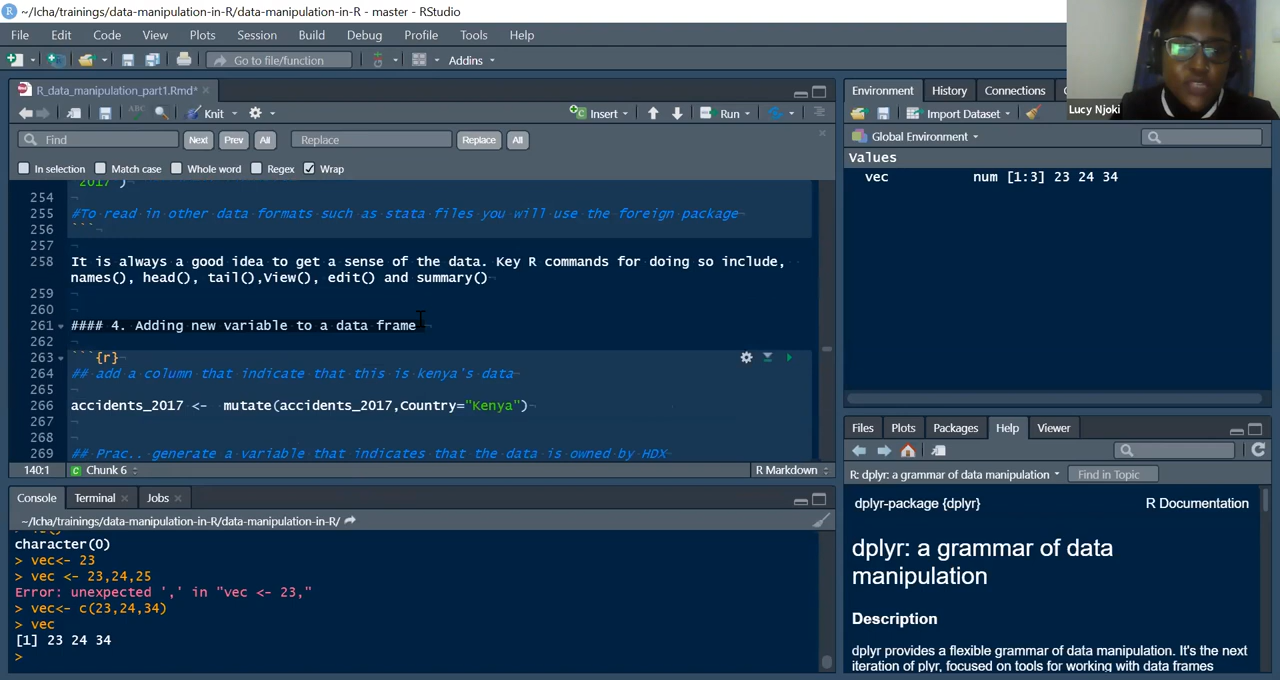 ~/Icha/trainings/data-manipulation-in-R/data-manipulation-in-R - master - RStudio
File Edit Code View Plots Session Build Debug Profile Tools Help
Go to file/function Addins
R_data_manipulation_part1.Rmd*
Knit Insert Run
Find Next Prev All Replace Replace All
In selection Match case Whole word Regex Wrap
2017")
254
255 #To read in other data formats such as stata files you will use the foreign package
256 ```
257
258 It is always a good idea to get a sense of the data. Key R commands for doing so include,
names(), head(), tail(),View(), edit() and summary()
259
260
261 #### 4. Adding new variable to a data frame
262
263 ```{r}
264 ## add a column that indicate that this is kenya's data
265
266 accidents_2017 <- mutate(accidents_2017,Country="Kenya")
267
268
269 ## Prac.. generate a variable that indicates that the data is owned by HDX
140:1 Chunk 6 R Markdown
Console Terminal Jobs
~/Icha/trainings/data-manipulation-in-R/data-manipulation-in-R/
character(0)
> vec<- 23
> vec <- 23,24,25
Error: unexpected ',' in "vec <- 23,"
> vec<- c(23,24,34)
> vec
[1] 23 24 34
>
Environment History Connections
Import Dataset
Global Environment
Values
vec num [1:3] 23 24 34
Lucy Njoki
Files Plots Packages Help Viewer
R: dplyr: a grammar of data manipulation Find in Topic
dplyr-package {dplyr} R Documentation
dplyr: a grammar of data
manipulation
Description
dplyr provides a flexible grammar of data manipulation. It's the next
iteration of plyr, focused on tools for working with data frames